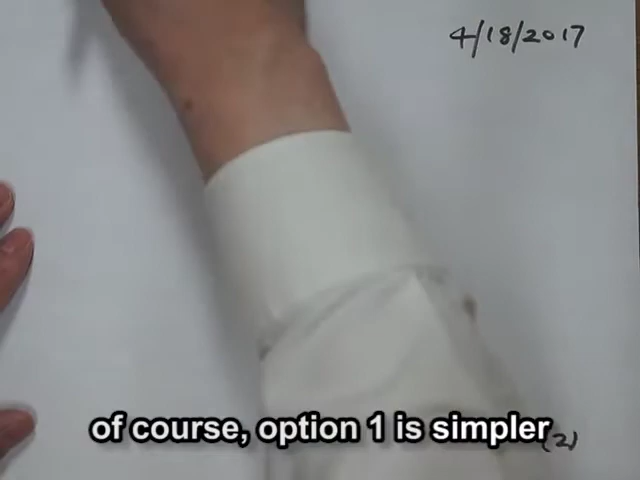 4/18/2017
of course, option 1 is simpler
(2)